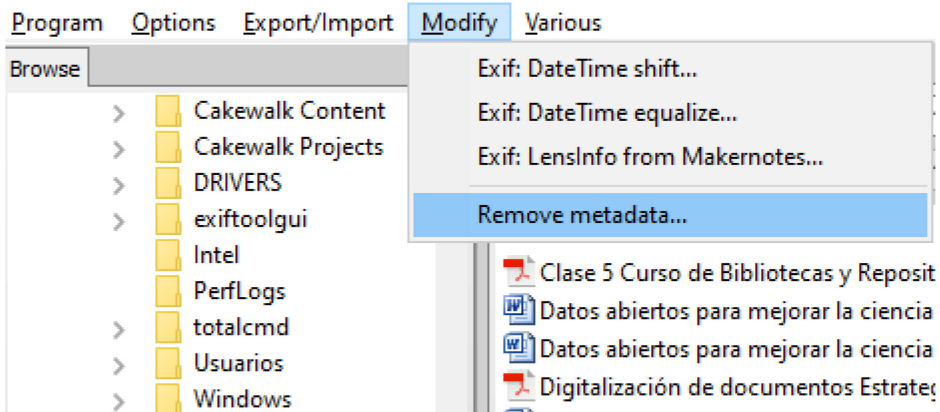 Program Options Export/Import Modify Various
Browse
Exif: DateTime shift...
Exif: DateTime equalize...
Exif: LensInfo from Makernotes...
Remove metadata...
Cakewalk Content
Cakewalk Projects
DRIVERS
exiftoolgui
Intel
PerfLogs
totalcmd
Usuarios
Windows
Clase 5 Curso de Bibliotecas y Reposit
Datos abiertos para mejorar la ciencia
Datos abiertos para mejorar la ciencia
Digitalización de documentos Estrateg